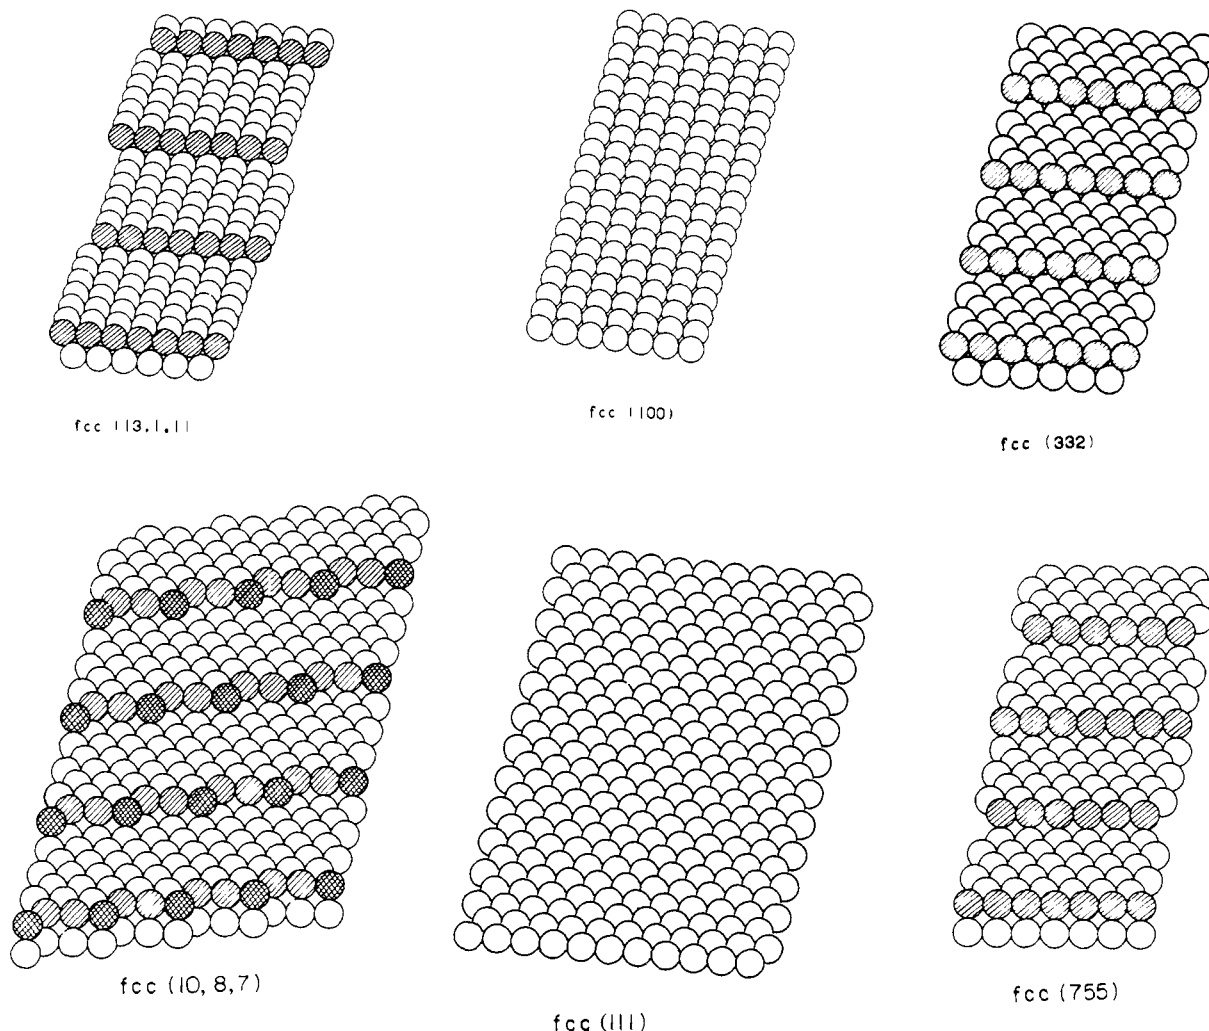 fcc (13,1,1)
fcc (100)
fcc (332)
fcc (10,8,7)
fcc (111)
fcc (755)